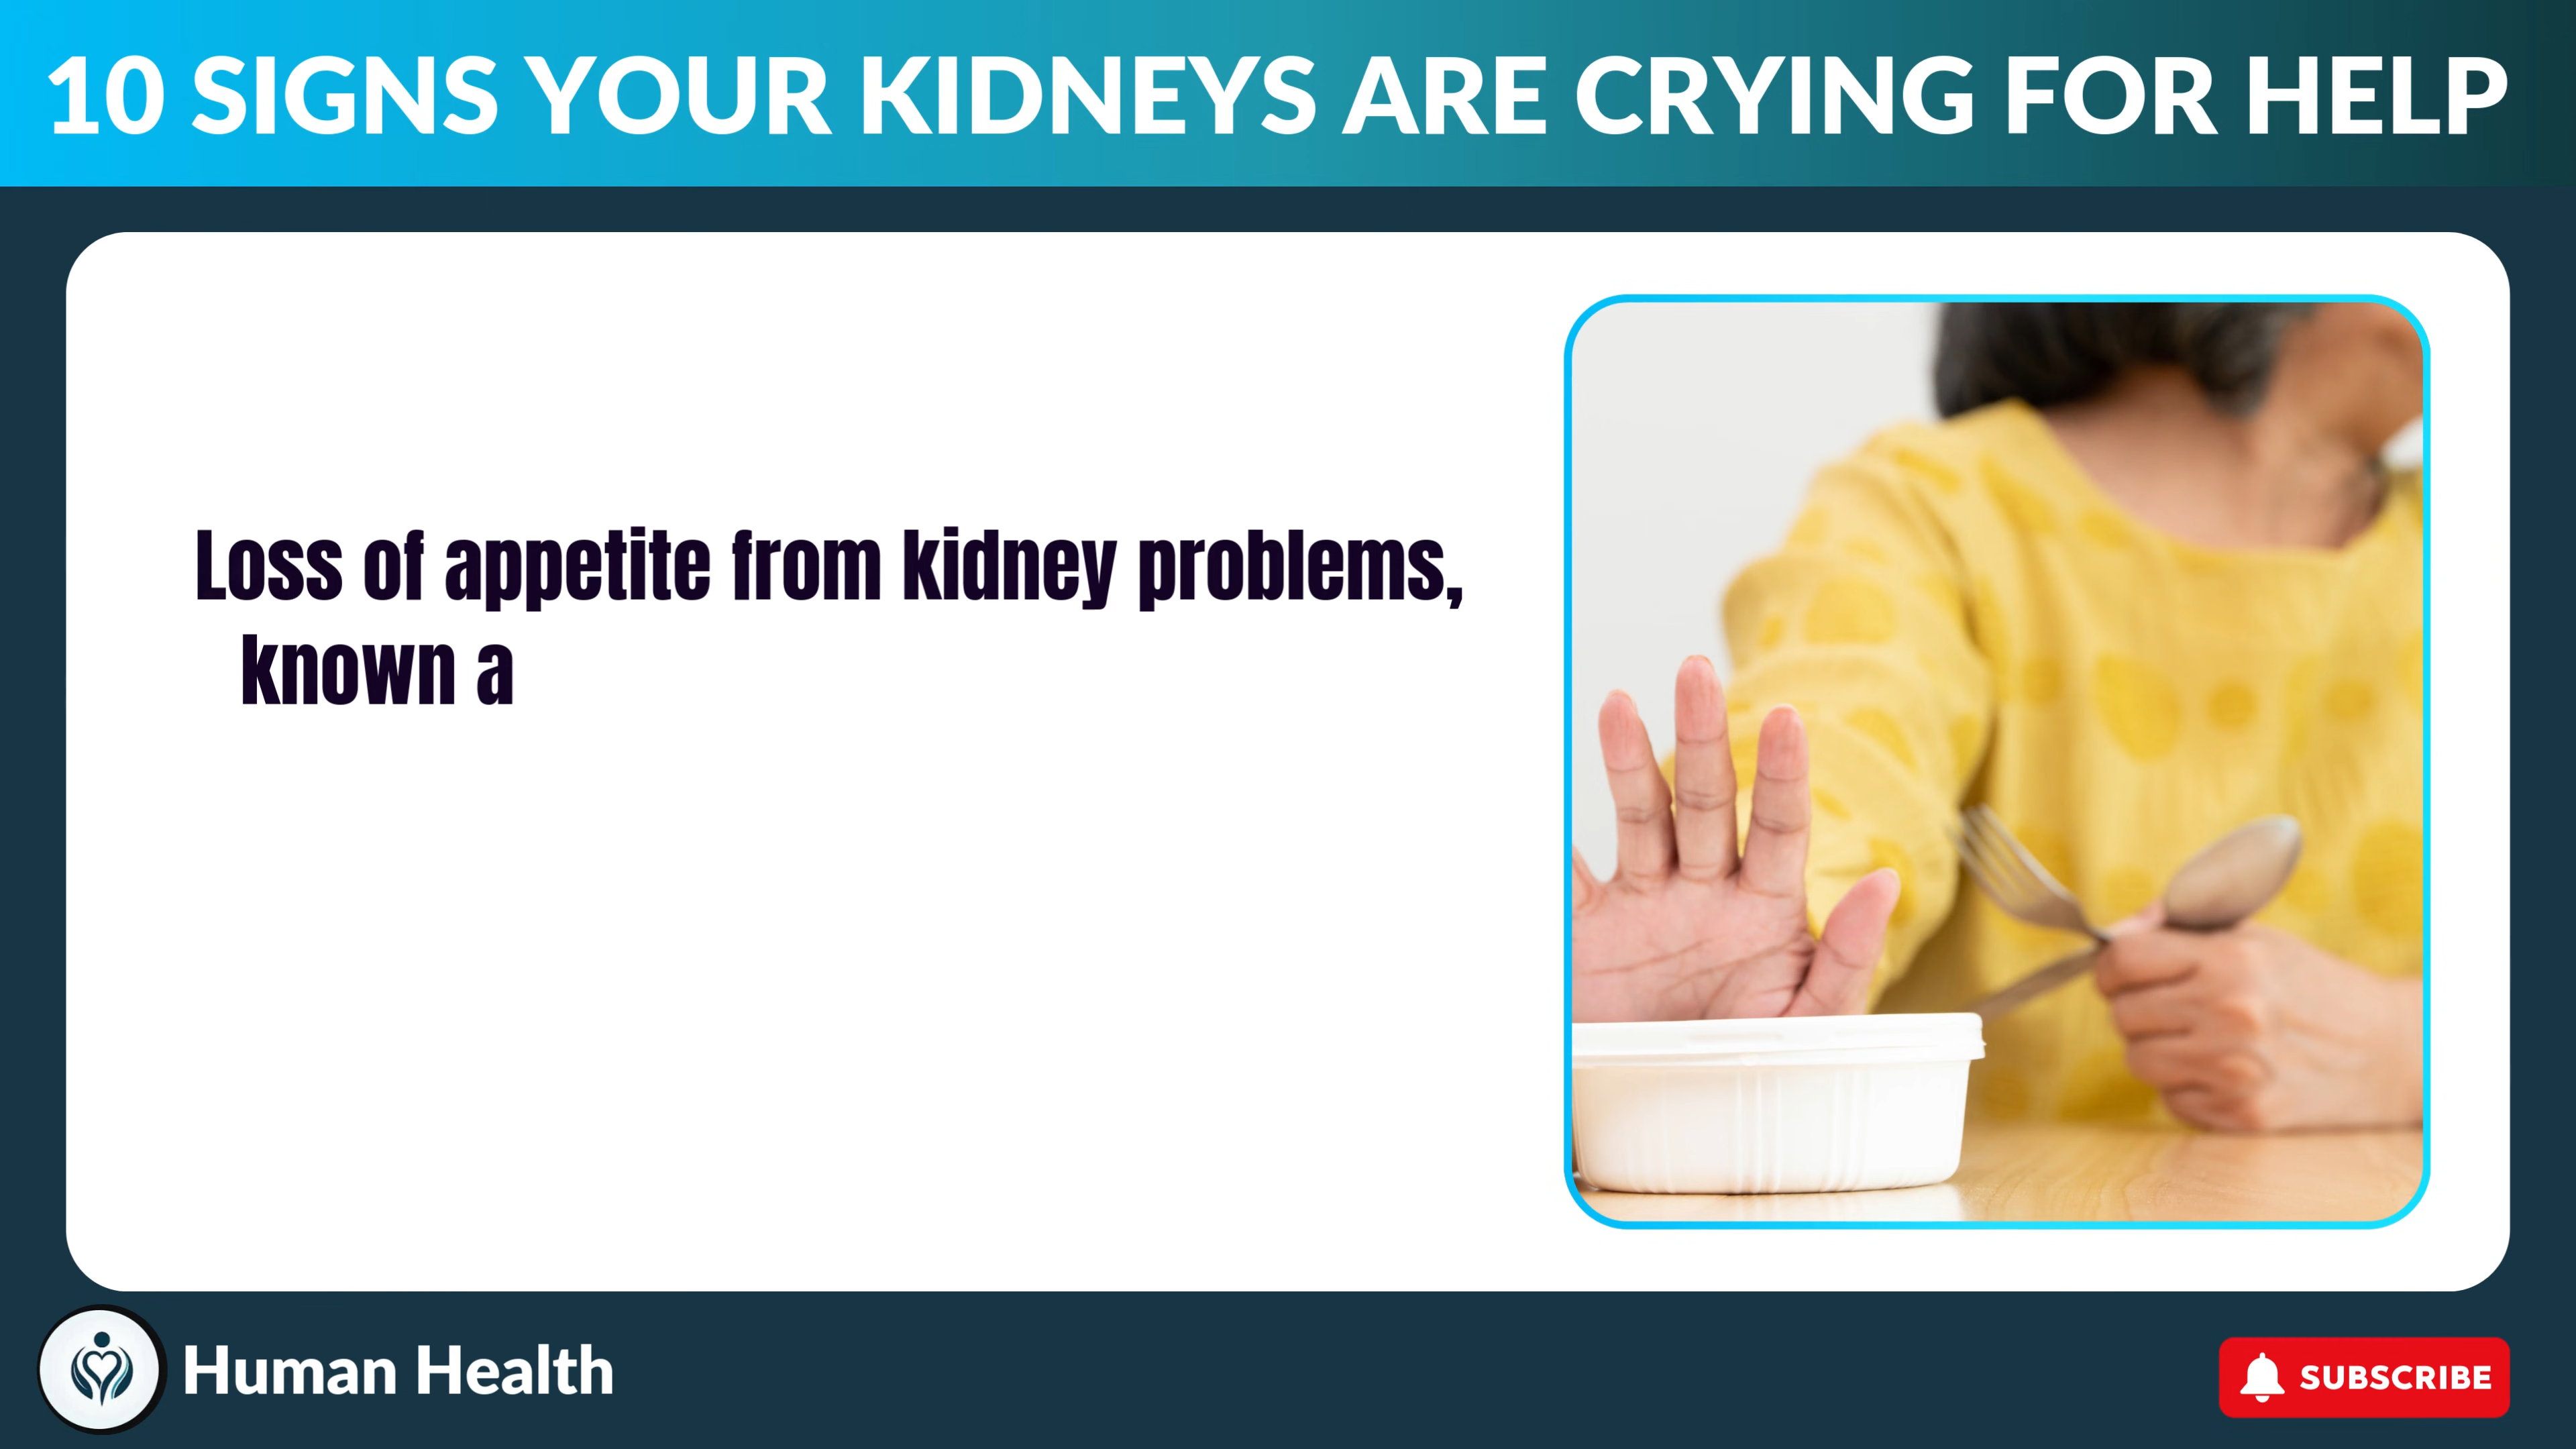 10 SIGNS YOUR KIDNEYS ARE CRYING FOR HELP
Loss of appetite from kidney problems,
known a
Human Health
SUBSCRIBE